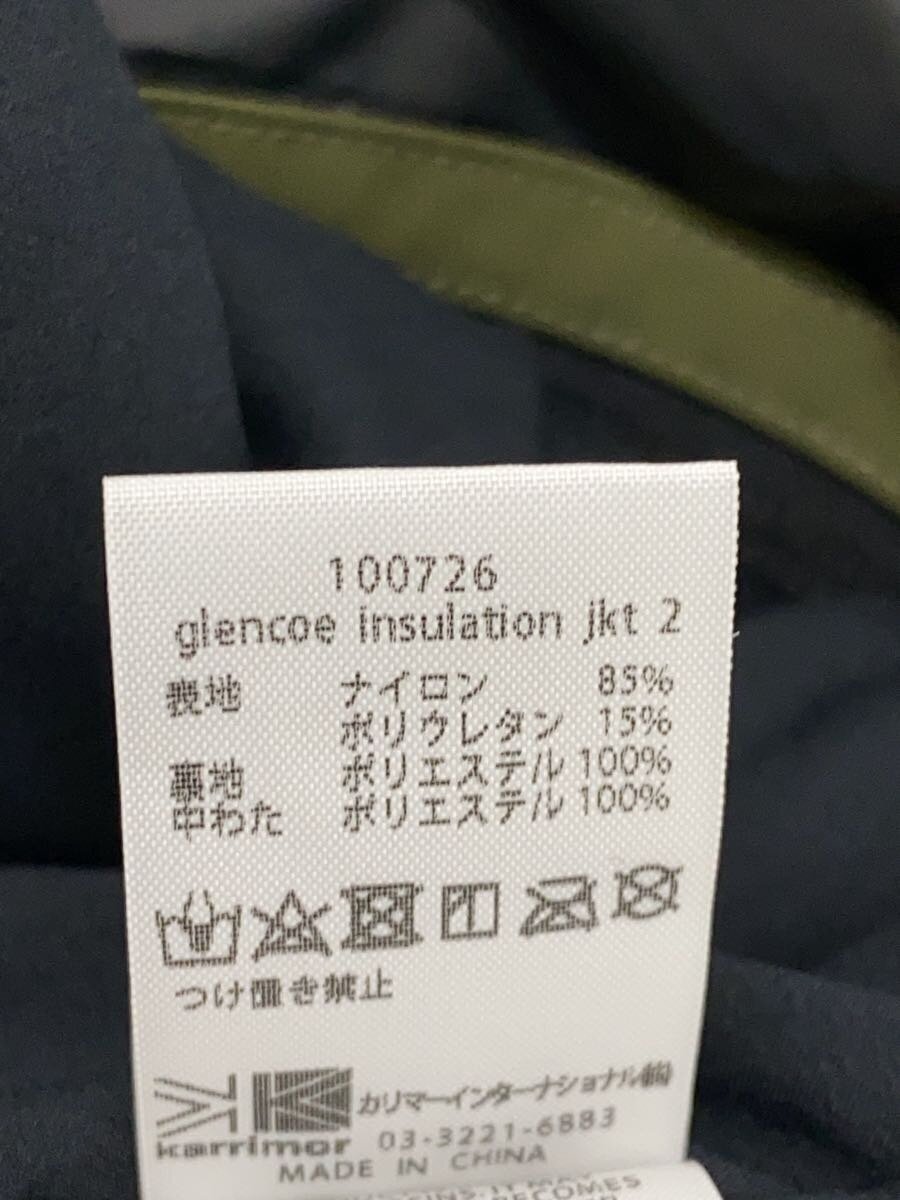 100726
glencoe insulation jkt 2
表地 ナイロン 85%
ポリウレタン 15%
裏地 ポリエステル 100%
中わた ポリエステル 100%
つけ置き禁止
karrimor
カリマーインターナショナル㈱
03-3221-6883
MADE IN CHINA
IT MAY
BECOMES